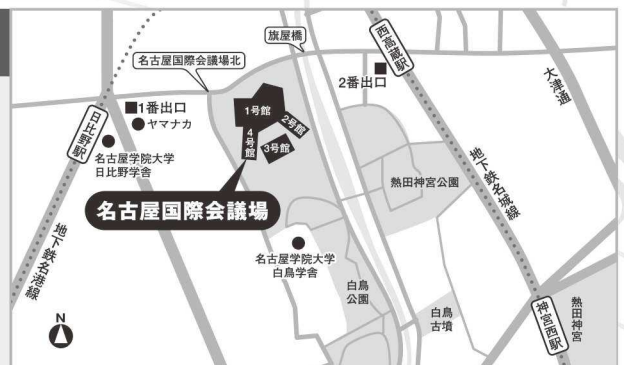 旗屋橋
名古屋国際会議場北
西高蔵駅
大津通
2番出口
1番出口
ヤマナカ
日比野駅
名古屋学院大学
日比野学舎
1号館
2号館
3号館
4号館
名古屋国際会議場
熱田神宮公園
地下鉄名城線
地下鉄名港線
名古屋学院大学
白鳥学舎
白鳥
公園
白鳥
古墳
神宮西駅
熱田神宮
N